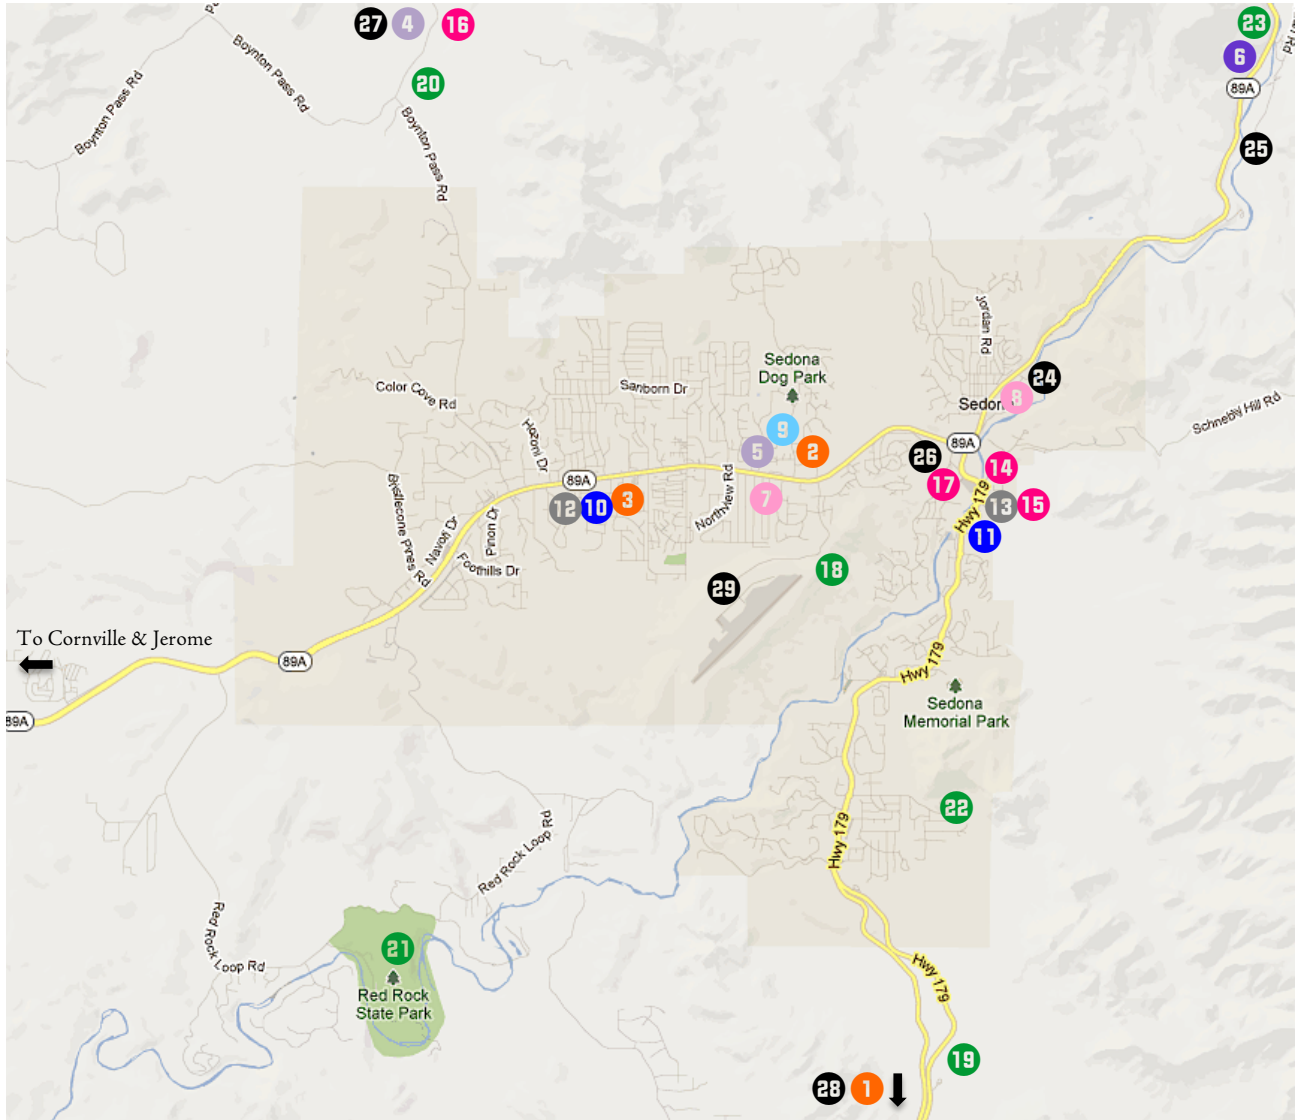 27 4 16
23
6
89A
20
25
Boynton Pass Rd
Boynton Pass Rd
Boynton Pass Rd
Jordan Rd
Sedona
Dog Park
24
8
Sanborn Dr
Color Cove Rd
Schnebly Hill Rd
9
5
2
89A
26
14
17
13
15
11
Hwy 179
89A
12 10 3
Northview Rd
7
Bristlecone Pines Rd
Navoti Dr
Pinon Dr
Foothills Dr
29
18
To Cornville & Jerome
89A
89A
Hwy 179
Sedona
Memorial Park
22
Hwy 179
Red Rock Loop Rd
Red Rock Loop Rd
21
Red Rock
State Park
Hwy 179
19
28 1